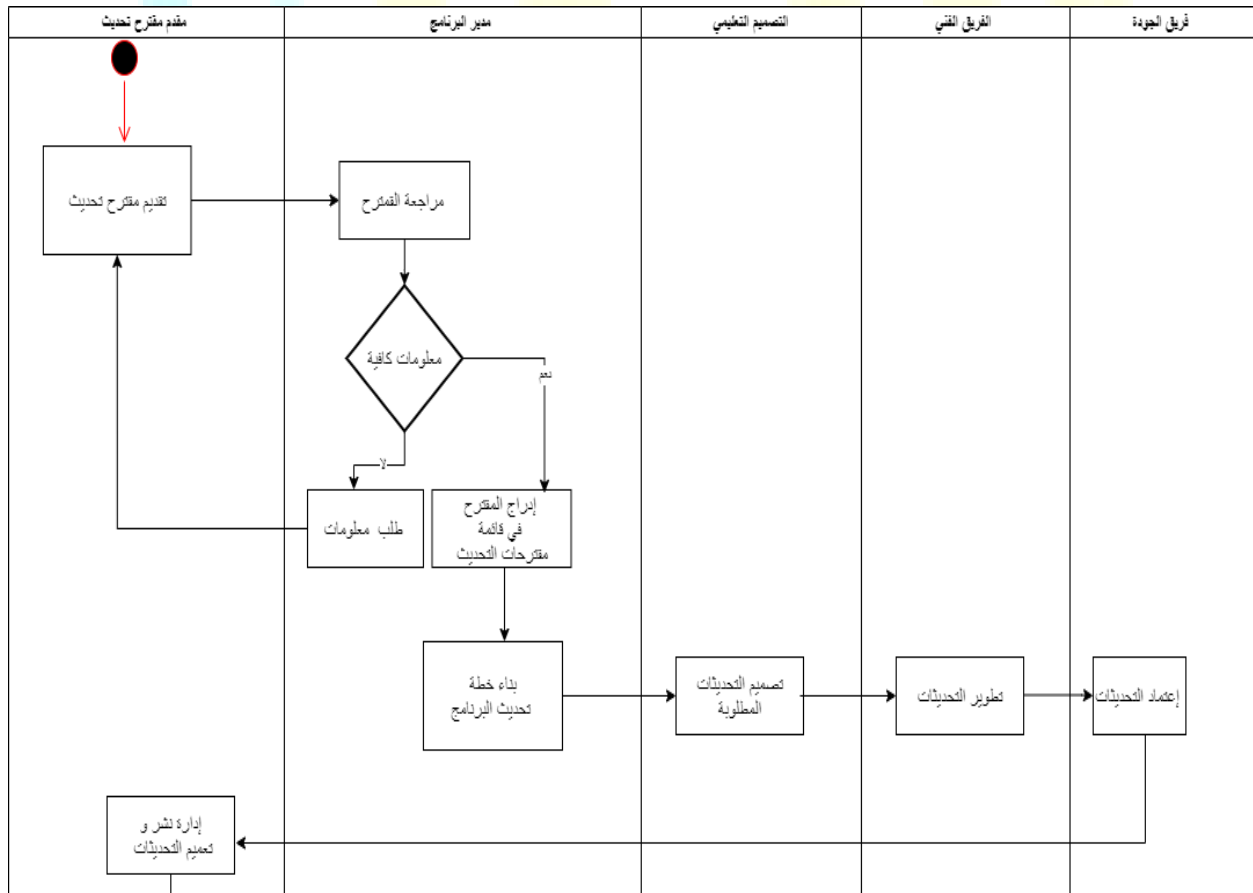 مقدم مقترح تحديث
مدير البرنامج
التصميم التعليمي
الفريق الفني
فريق الجودة
تقديم مقترح تحديث
مراجعة القمترح
معلومات كافية
نعم
لا
طلب معلومات
إدراج المقترح
في قائمة
مقترحات التحديث
بناء خطة
تحديث البرنامج
تصميم التحديثات
المطلوبة
تطوير التحديثات
إعتماد التحديثات
إدارة نشر و
تعميم التحديثات